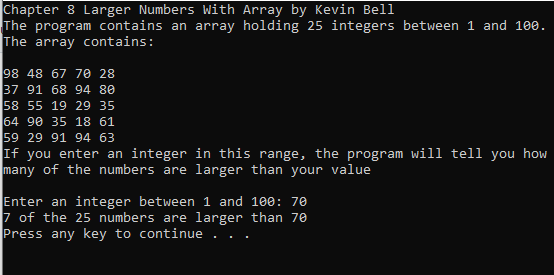 Chapter 8 Larger Numbers With Array by Kevin Bell
The program contains an array holding 25 integers between 1 and 100.
The array contains:
98 48 67 70 28
37 91 68 94 80
58 55 19 29 35
64 90 35 18 61
59 29 91 94 63
If you enter an integer in this range, the program will tell you how
many of the numbers are larger than your value
Enter an integer between 1 and 100: 70
7 of the 25 numbers are larger than 70
Press any key to continue . . .